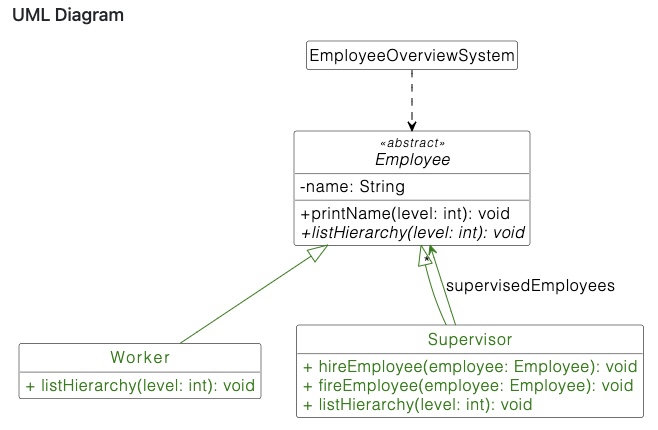 UML Diagram
EmployeeOverviewSystem
«abstract»
Employee
-name: String
+printName(level: int): void
+listHierarchy(level: int): void
*
supervisedEmployees
Worker
+ listHierarchy(level: int): void
Supervisor
+ hireEmployee(employee: Employee): void
+ fireEmployee(employee: Employee): void
+ listHierarchy(level: int): void